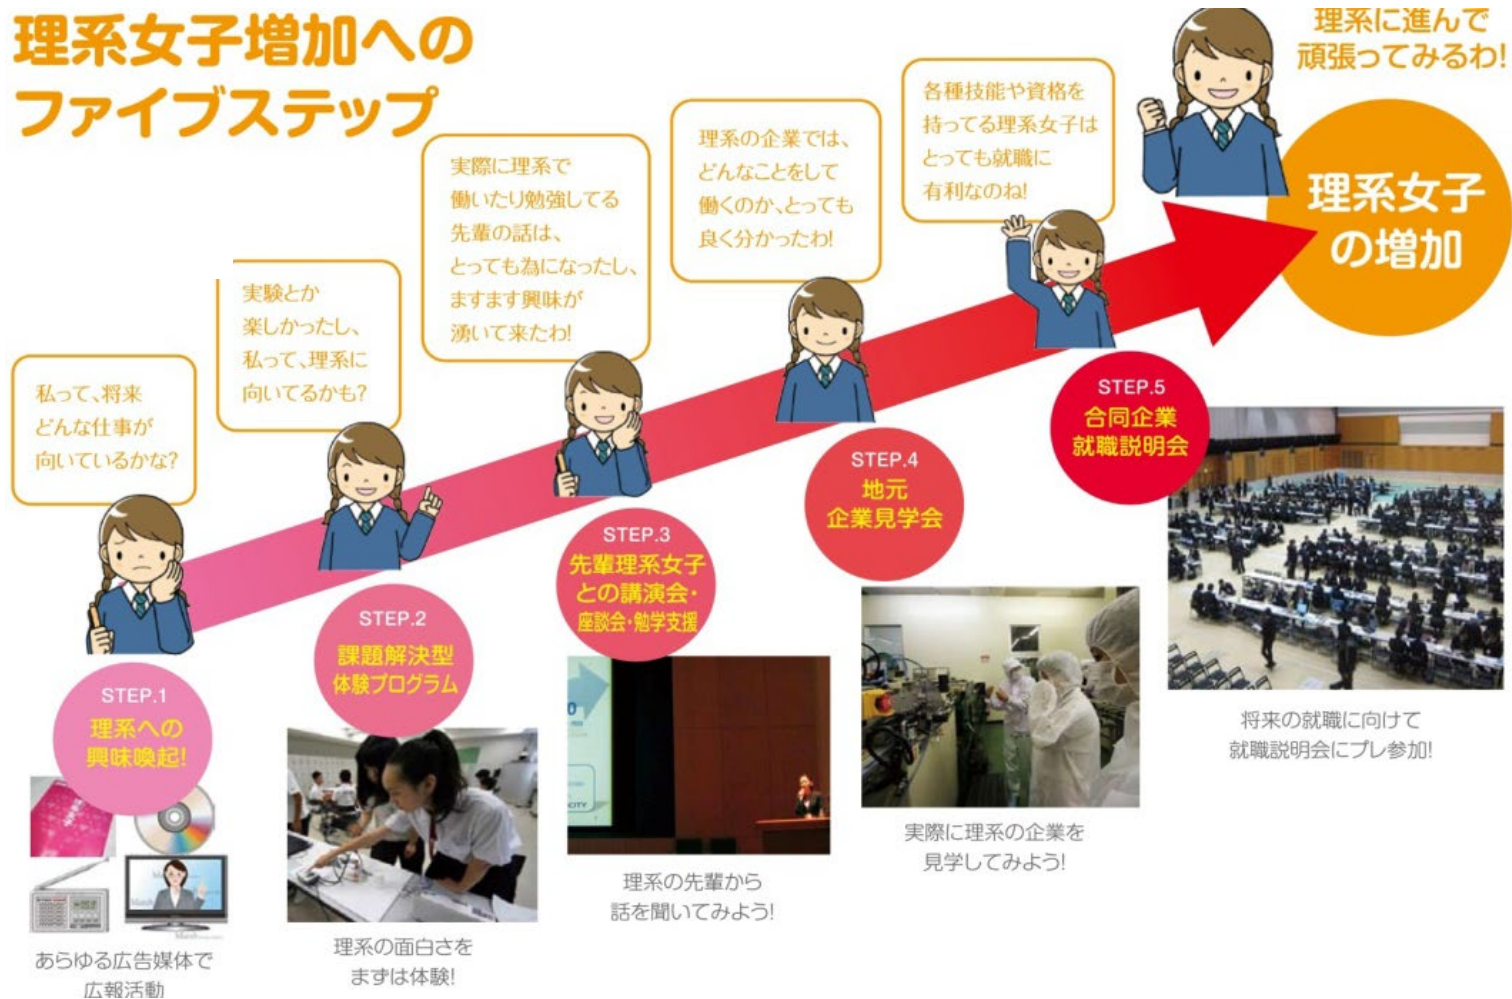 理系女子増加への
ファイブステップ
私って、将来
どんな仕事が
向いているかな?
実験とか
楽しかったし、
私って、理系に
向いてるかも?
実際に理系で
働いたり勉強してる
先輩の話は、
とっても為になったし、
ますます興味が
湧いて来たわ!
理系の企業では、
どんなことをして
働くのか、とっても
良く分かったわ!
各種技能や資格を
持ってる理系女子は
とっても就職に
有利なのね!
理系に進んで
頑張ってみるわ!
理系女子
の増加
STEP.1
理系への
興味喚起!
あらゆる広告媒体で
広報活動
STEP.2
課題解決型
体験プログラム
理系の面白さを
まずは体験!
STEP.3
先輩理系女子
との講演会・
座談会・勉学支援
理系の先輩から
話を聞いてみよう!
STEP.4
地元
企業見学会
実際に理系の企業を
見学してみよう!
STEP.5
合同企業
就職説明会
将来の就職に向けて
就職説明会にプレ参加!